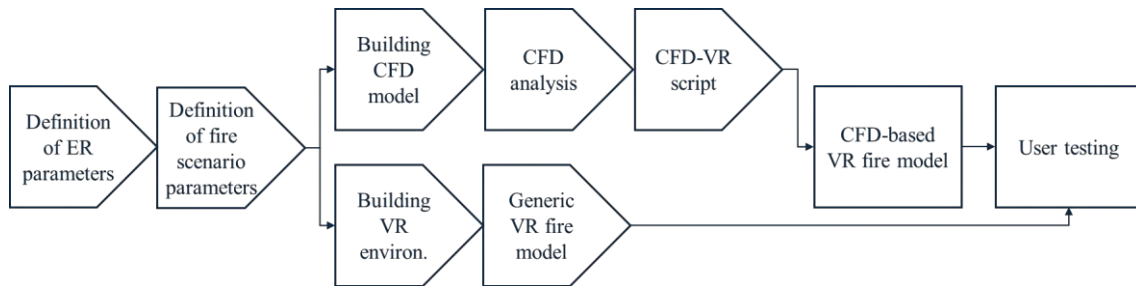 Definition
of ER
parameters
Definition
of fire
scenario
parameters
Building
CFD
model
CFD
analysis
CFD-VR
script
Building
VR
environ.
Generic
VR fire
model
CFD-based
VR fire model
User testing